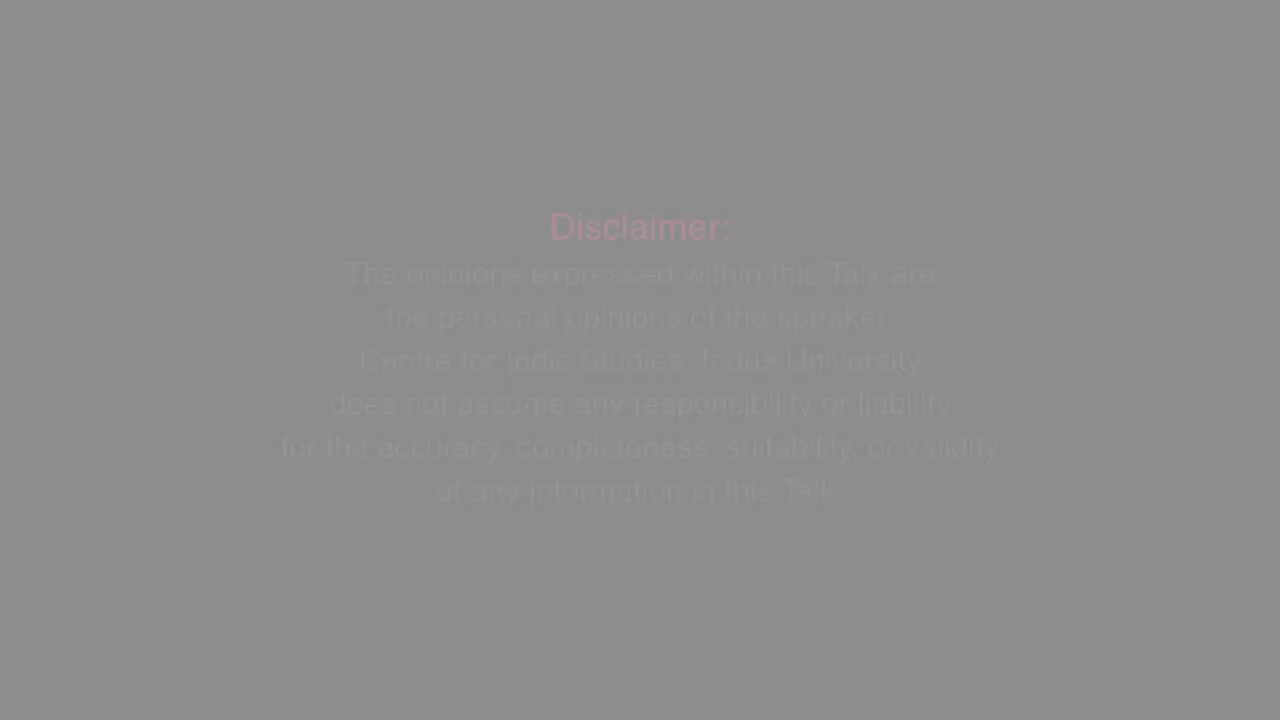 Disclaimer:
The opinions expressed within this Talk are
the personal opinions of the speaker.
Centre for Indic Studies, Indus University
does not assume any responsibility or liability
for the accuracy, completeness, suitability, or validity
of any information in this Talk.